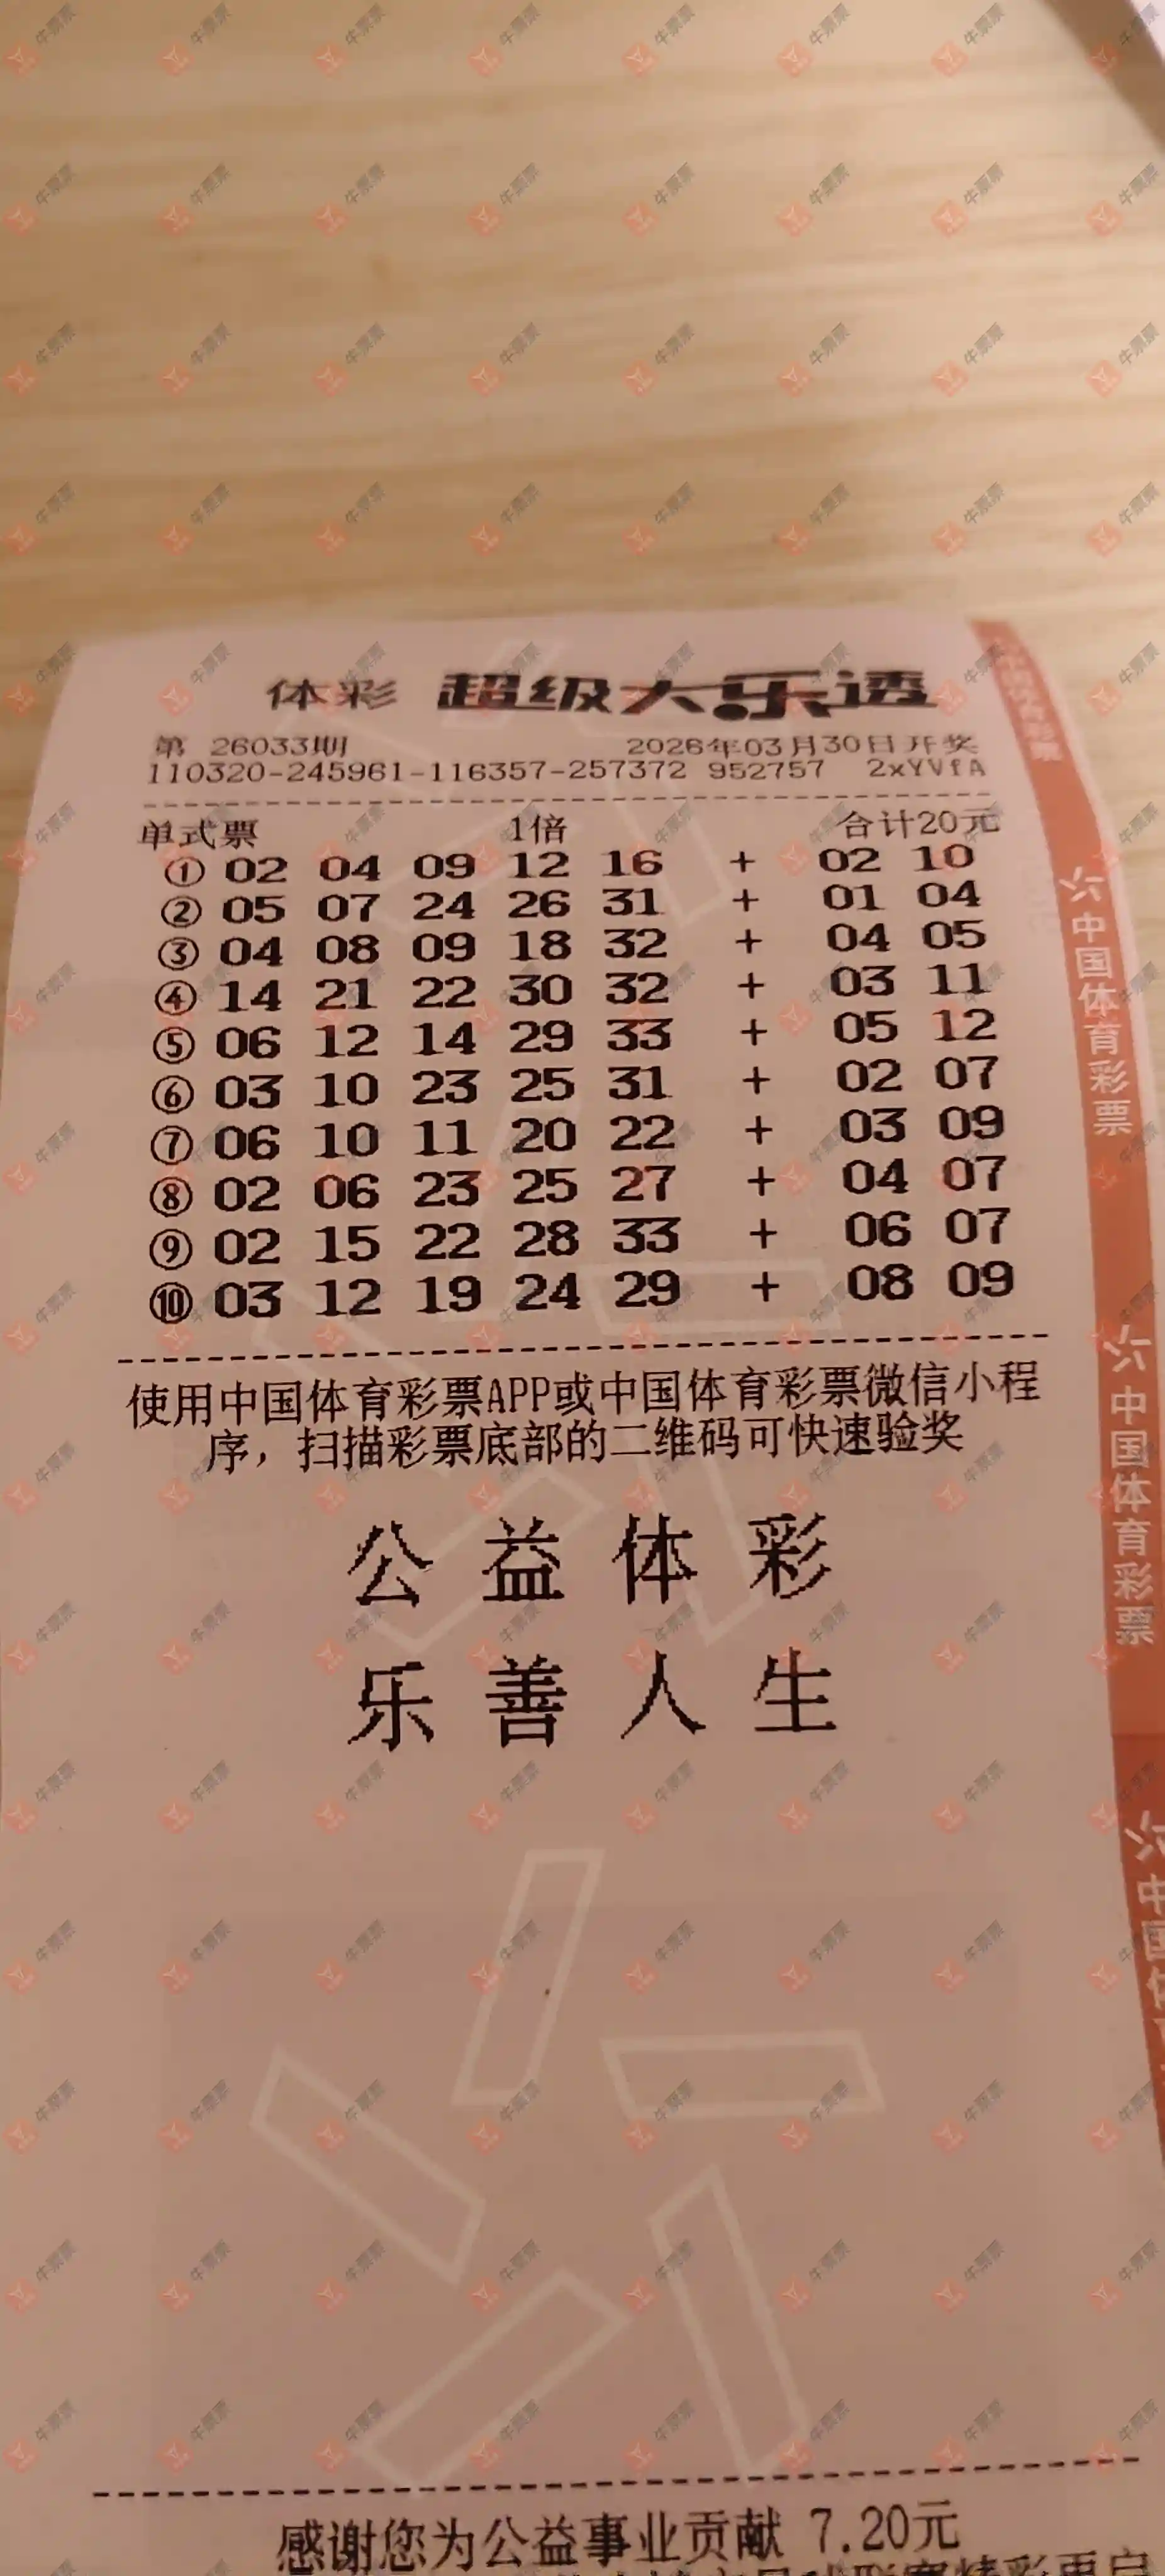 体彩 超级大乐透
第 26033期 2026年03月30日开奖
110320-245961-116357-257372 952757 2xYVfA
单式票 1倍 合计20元
① 02 04 09 12 16 + 02 10
② 05 07 24 26 31 + 01 04
③ 04 08 09 18 32 + 04 05
④ 14 21 22 30 32 + 03 11
⑤ 06 12 14 29 33 + 05 12
⑥ 03 10 23 25 31 + 02 07
⑦ 06 10 11 20 22 + 03 09
⑧ 02 06 23 25 27 + 04 07
⑨ 02 15 22 28 33 + 06 07
⑩ 03 12 19 24 29 + 08 09
使用中国体育彩票APP或中国体育彩票微信小程
序，扫描彩票底部的二维码可快速验奖
公益体彩
乐善人生
感谢您为公益事业贡献 7.20元
中国体育彩票
中国体育彩票
牛票票